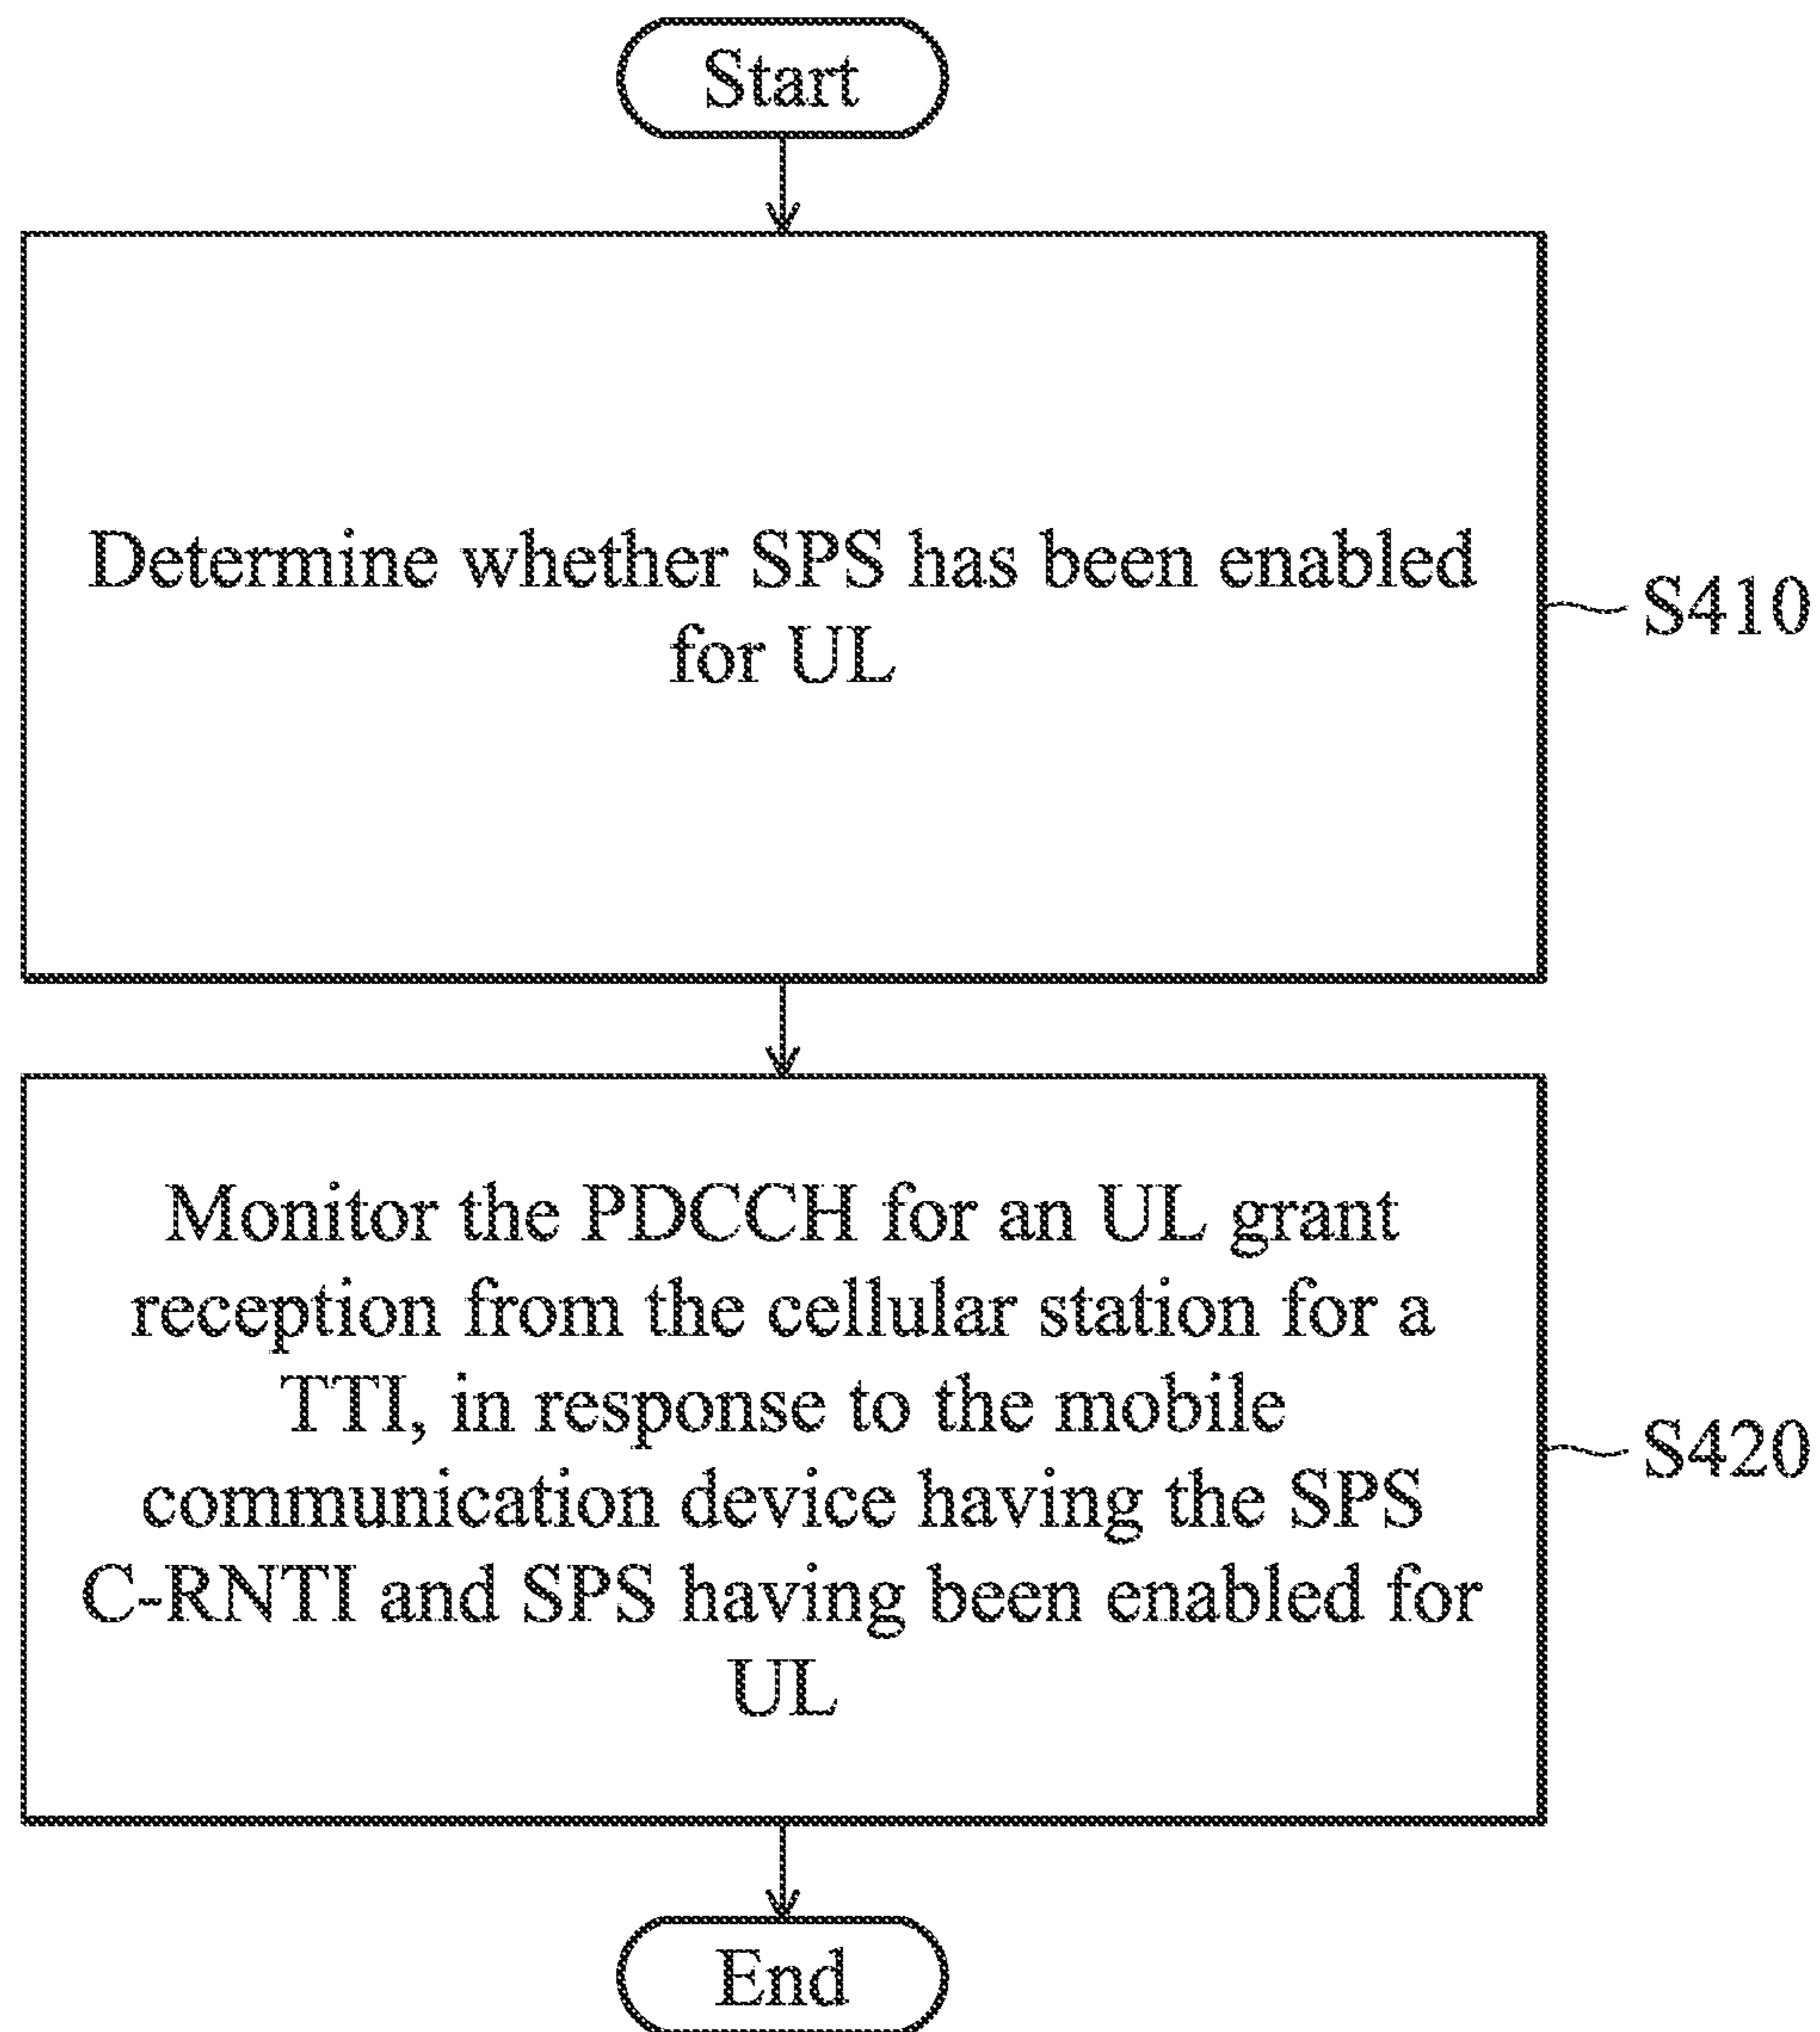 Start
Determine whether SPS has been enabled
for UL
S410
Monitor the PDCCH for an UL grant
reception from the cellular station for a
TTI, in response to the mobile
communication device having the SPS
C-RNTI and SPS having been enabled for
UL
S420
End